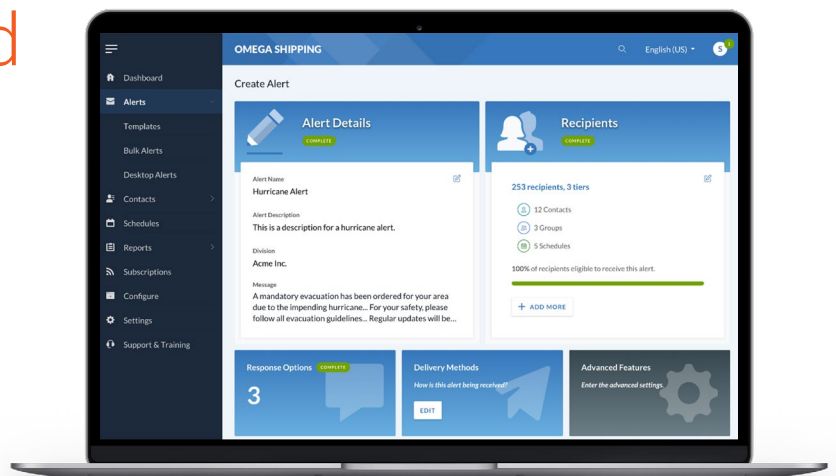 d
OMEGA SHIPPING
English (US)
S
1
Dashboard
Alerts
Templates
Bulk Alerts
Desktop Alerts
Contacts
Schedules
Reports
Subscriptions
Configure
Settings
Support & Training
Create Alert
Alert Details
COMPLETE
Alert Name
Hurricane Alert
Alert Description
This is a description for a hurricane alert.
Division
Acme Inc.
Message
A mandatory evacuation has been ordered for your area
due to the impending hurricane... For your safety, please
follow all evacuation guidelines... Regular updates will be...
Recipients
COMPLETE
253 recipients, 3 tiers
12 Contacts
3 Groups
5 Schedules
100% of recipients eligible to receive this alert.
+ ADD MORE
Response Options COMPLETE
3
Delivery Methods
How is this alert being received?
EDIT
Advanced Features
Enter the advanced settings